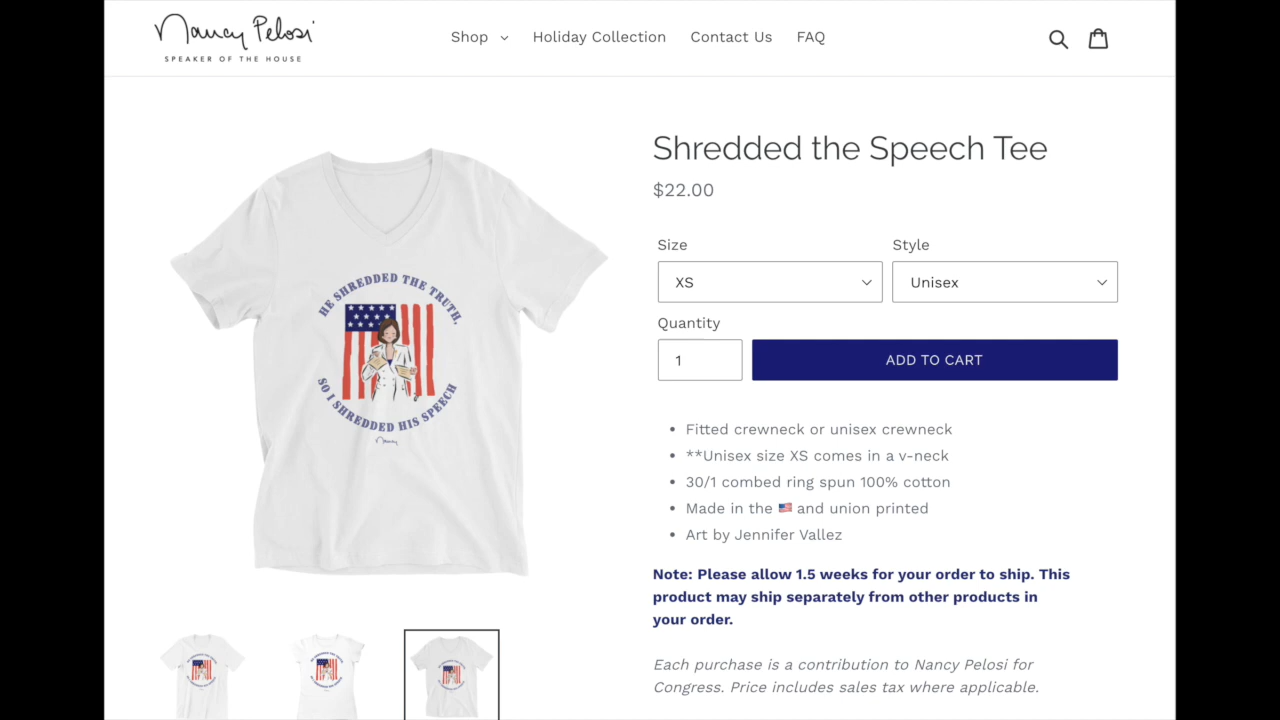 Nancy Pelosi
SPEAKER OF THE HOUSE
Shop
Holiday Collection
Contact Us
FAQ
Shredded the Speech Tee
$22.00
Size
Style
XS
Unisex
Quantity
1
ADD TO CART
HE SHREDDED THE TRUTH,
SO I SHREDDED HIS SPEECH
Nancy
• Fitted crewneck or unisex crewneck
• **Unisex size XS comes in a v-neck
• 30/1 combed ring spun 100% cotton
• Made in the 🇺🇸 and union printed
• Art by Jennifer Vallez
Note: Please allow 1.5 weeks for your order to ship. This
product may ship separately from other products in
your order.
Each purchase is a contribution to Nancy Pelosi for
Congress. Price includes sales tax where applicable.